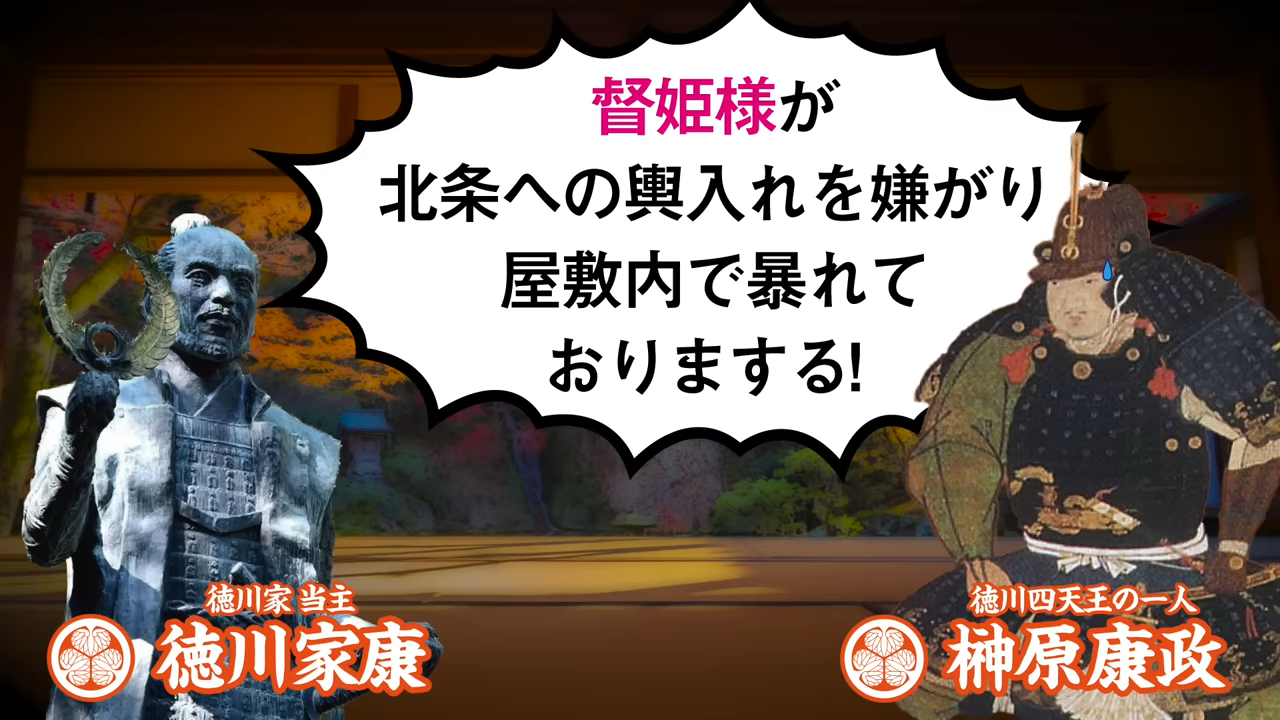 督姫様が
北条への輿入れを嫌がり
屋敷内で暴れて
おりまする!
徳川家 当主
徳川家康
徳川四天王の一人
榊原康政